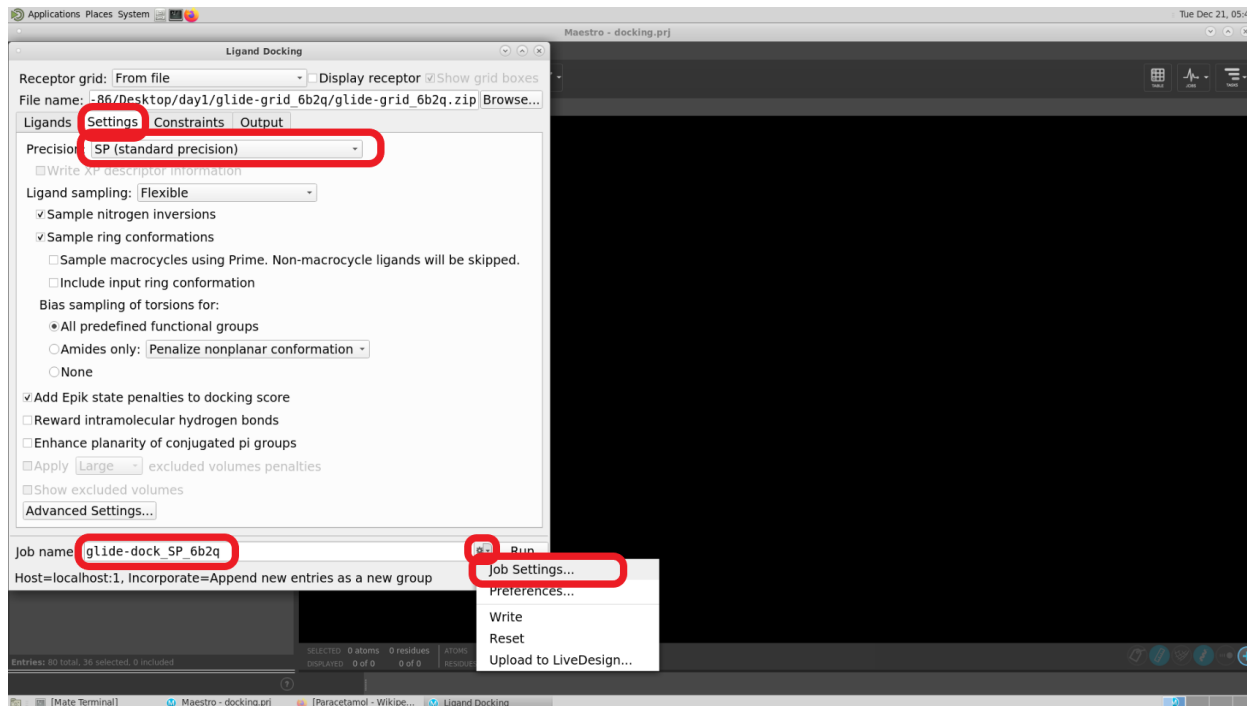 Applications Places System
Tue Dec 21, 05:4
Maestro - docking.prj
Ligand Docking
Receptor grid: From file Display receptor Show grid boxes
File name: -86/Desktop/day1/glide-grid_6b2q/glide-grid_6b2q.zip Browse...
Ligands Settings Constraints Output
Precision: SP (standard precision)
Write XP descriptor information
Ligand sampling: Flexible
Sample nitrogen inversions
Sample ring conformations
Sample macrocycles using Prime. Non-macrocycle ligands will be skipped.
Include input ring conformation
Bias sampling of torsions for:
All predefined functional groups
Amides only: Penalize nonplanar conformation
None
Add Epik state penalties to docking score
Reward intramolecular hydrogen bonds
Enhance planarity of conjugated pi groups
Apply Large excluded volumes penalties
Show excluded volumes
Advanced Settings...
Job name: glide-dock_SP_6b2q Run
Host=localhost:1, Incorporate=Append new entries as a new group
Job Settings...
Preferences...
Write
Reset
Upload to LiveDesign...
TABLE JOBS TASKS
SELECTED 0 atoms 0 residues ATOMS
Entries: 80 total, 36 selected, 0 included DISPLAYED 0 of 0 0 of 0 RESIDUES
[Mate Terminal] Maestro - docking.prj [Paracetamol - Wikipe... Ligand Docking